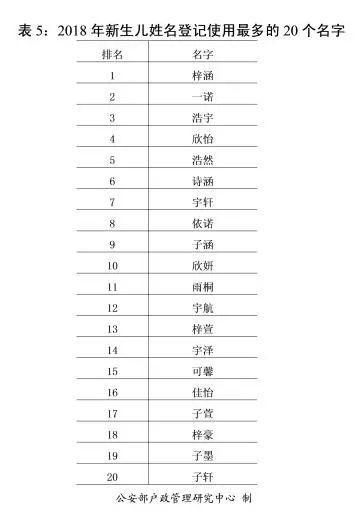 表 5：2018 年新生儿姓名登记使用最多的 20 个名字
排名 名字
1 梓涵
2 一诺
3 浩宇
4 欣怡
5 浩然
6 诗涵
7 宇轩
8 依诺
9 子涵
10 欣妍
11 雨桐
12 宇航
13 梓萱
14 宇泽
15 可馨
16 佳怡
17 子萱
18 梓豪
19 子墨
20 子轩
公安部户政管理研究中心 制